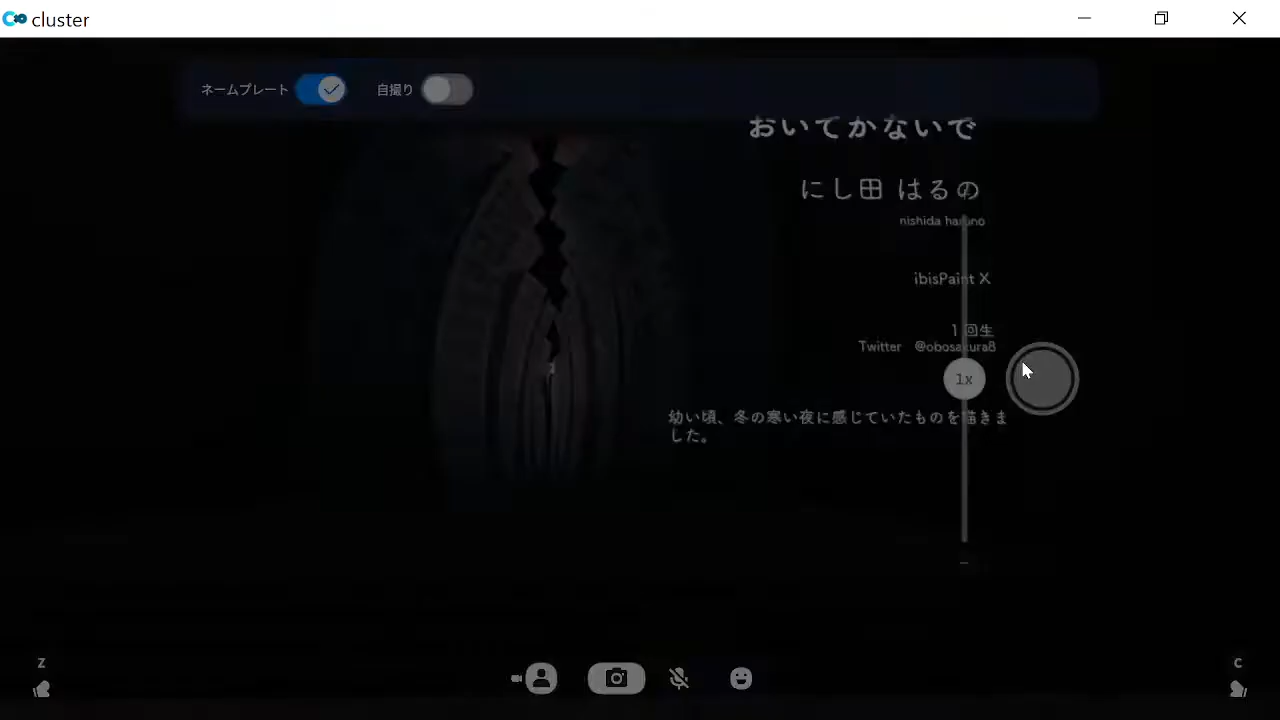 cluster
ネームプレート 自撮り
おいてかないで
にし田 はるの
nishida haruno
ibisPaint X
1回生
Twitter @obosakura8
1x
幼い頃、冬の寒い夜に感じていたものを描きま
した。
Z C